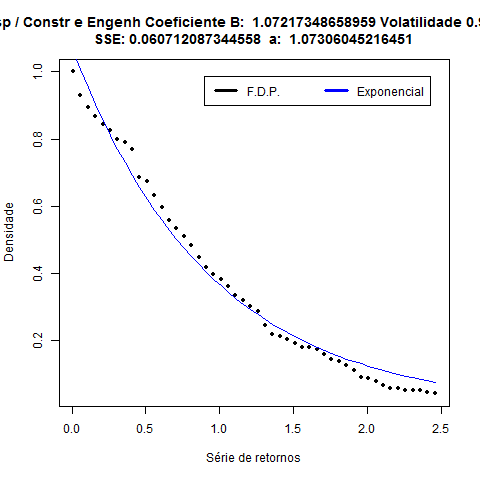 / Constr e Engenh Coeficiente B:  1.07217348658959 Volatilidade
SSE: 0.060712087344558  a:  1.07306045216451
F.D.P.
Exponencial
1.0
0.8
0.6
0.4
0.2
Densidade
0.0
0.5
1.0
1.5
2.0
2.5
Série de retornos